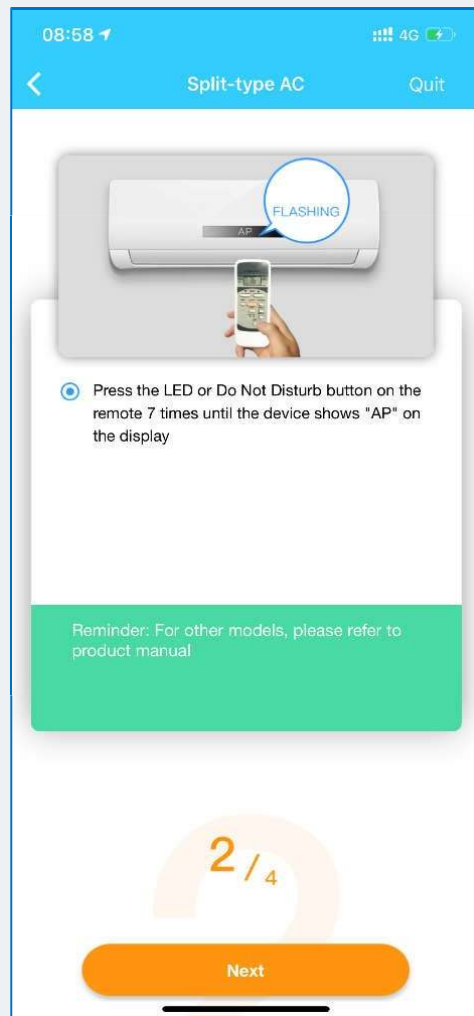 08:58
4G
Split-type AC
Quit
FLASHING
AP
Press the LED or Do Not Disturb button on the
remote 7 times until the device shows "AP" on
the display
Reminder: For other models, please refer to
product manual
2 / 4
Next